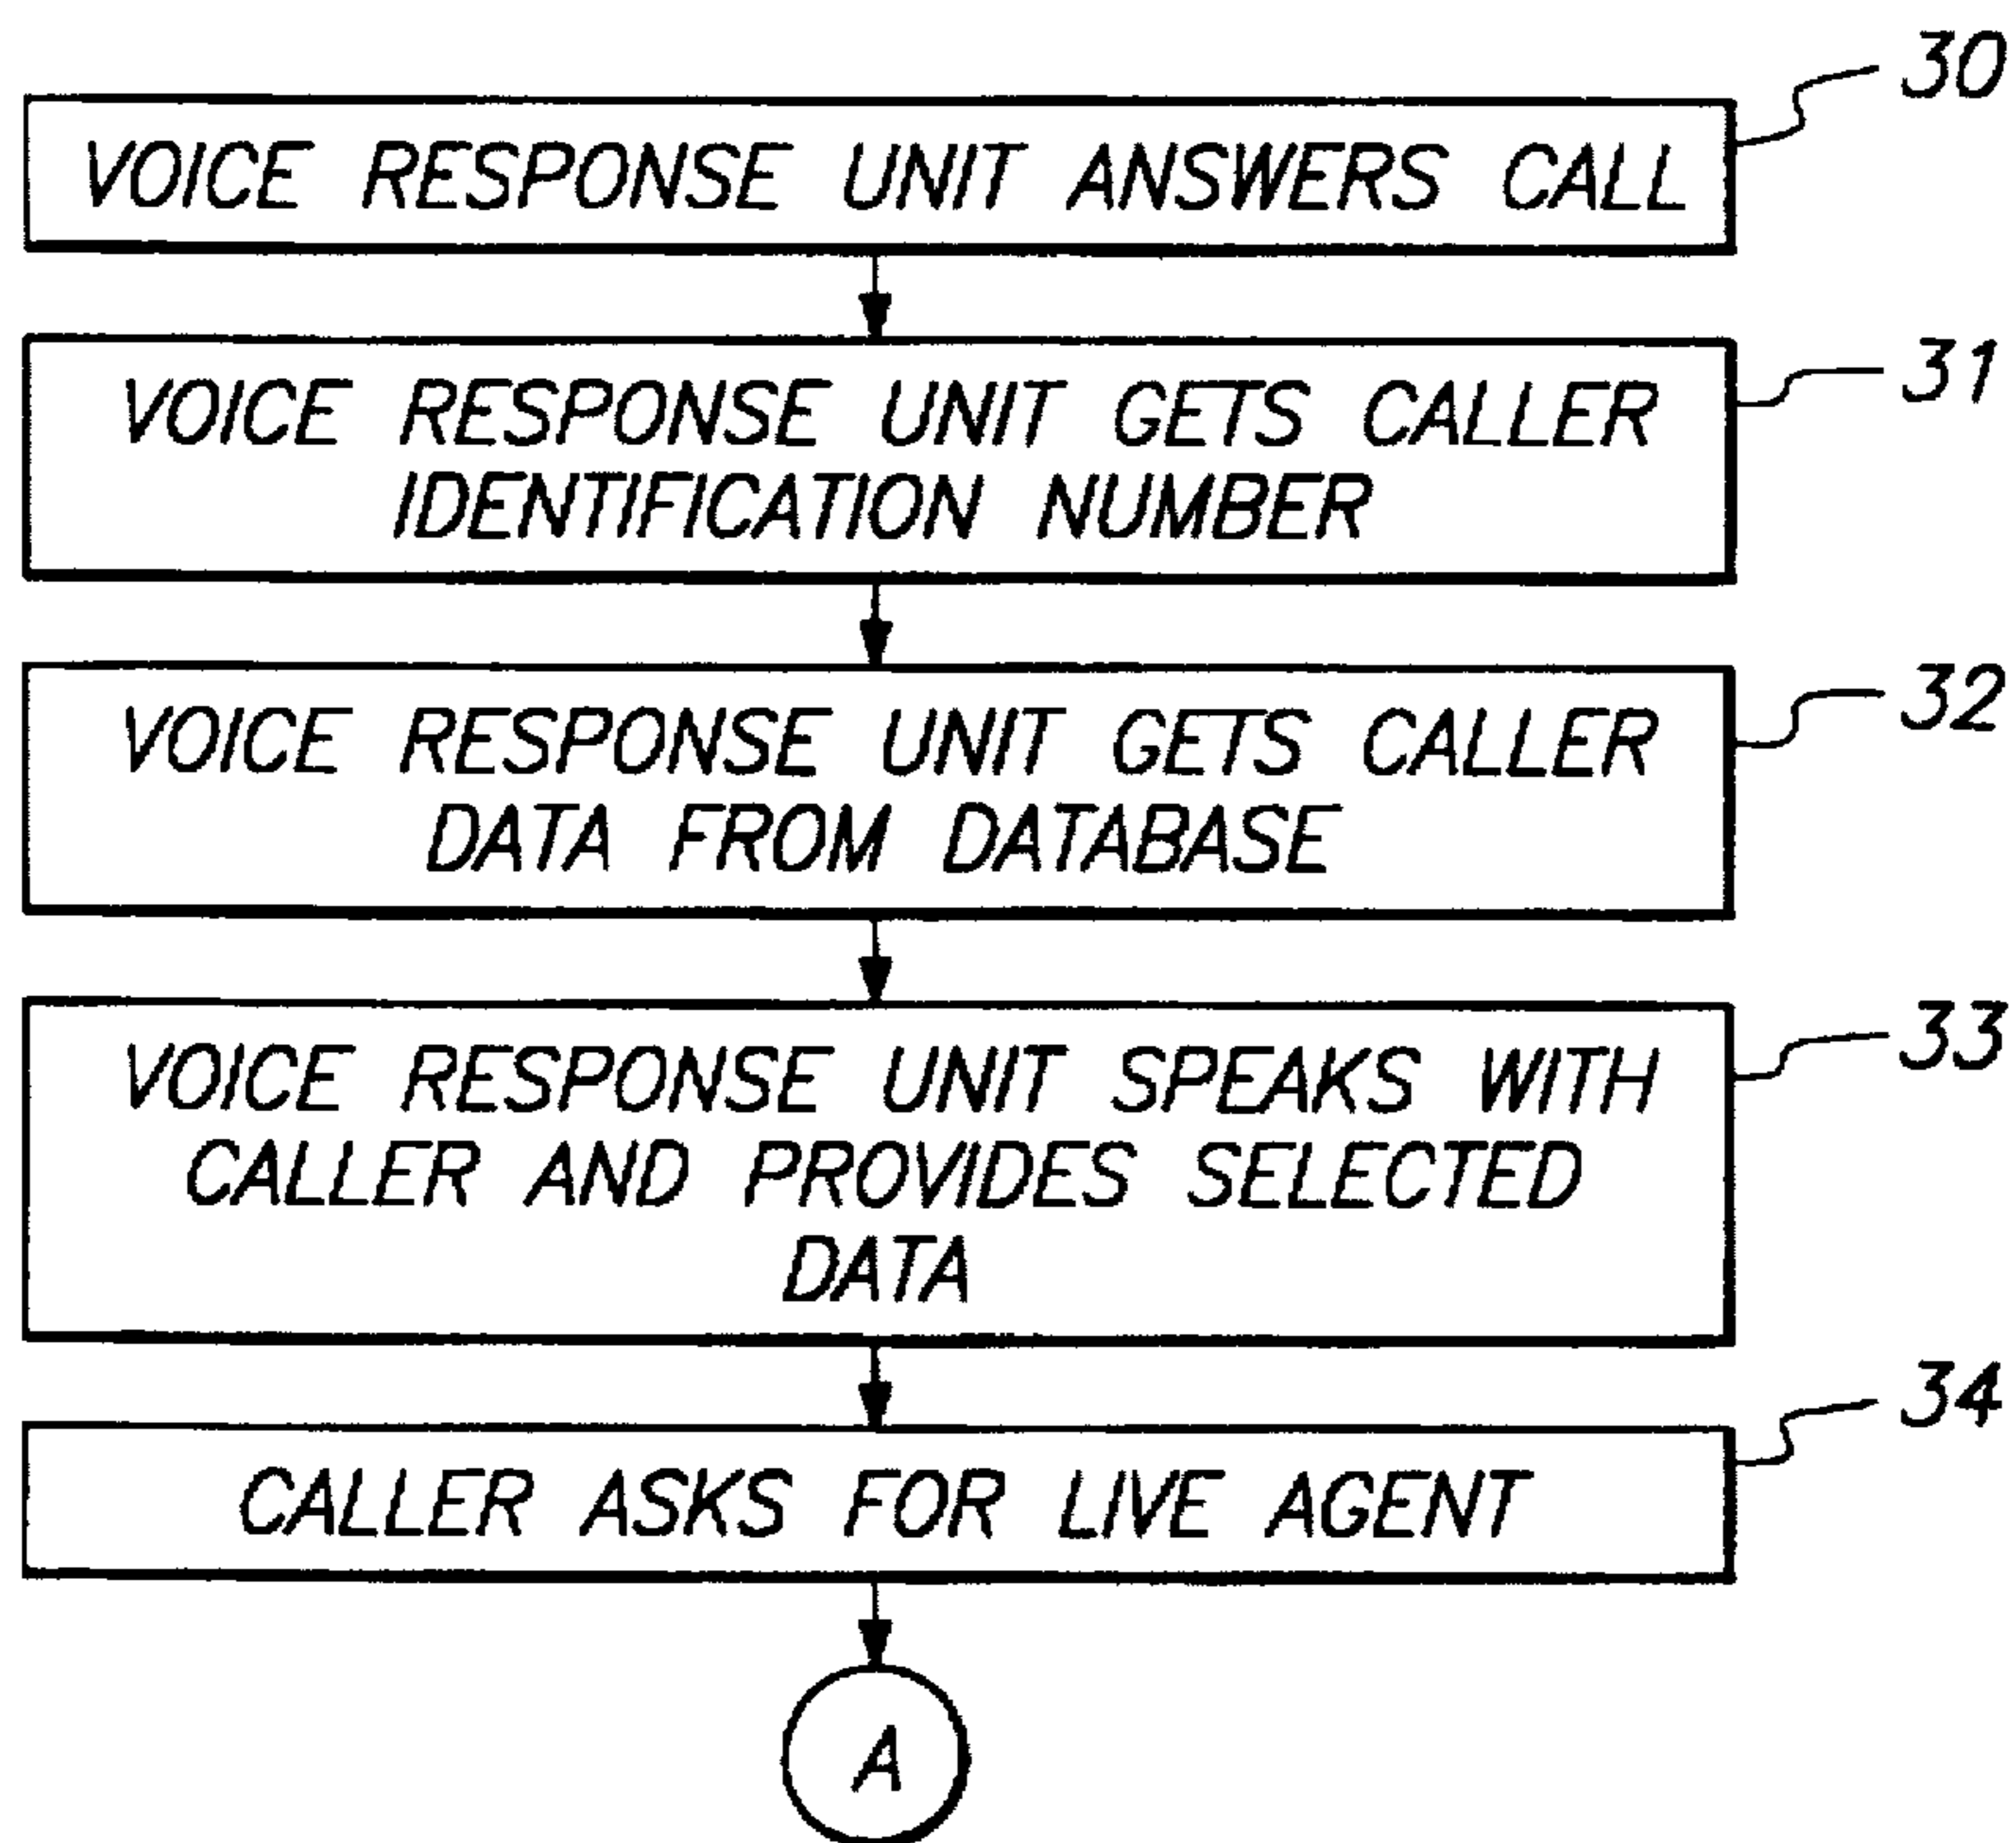 30
VOICE RESPONSE UNIT ANSWERS CALL
31
VOICE RESPONSE UNIT GETS CALLER
IDENTIFICATION NUMBER
32
VOICE RESPONSE UNIT GETS CALLER
DATA FROM DATABASE
33
VOICE RESPONSE UNIT SPEAKS WITH
CALLER AND PROVIDES SELECTED
DATA
34
CALLER ASKS FOR LIVE AGENT
A